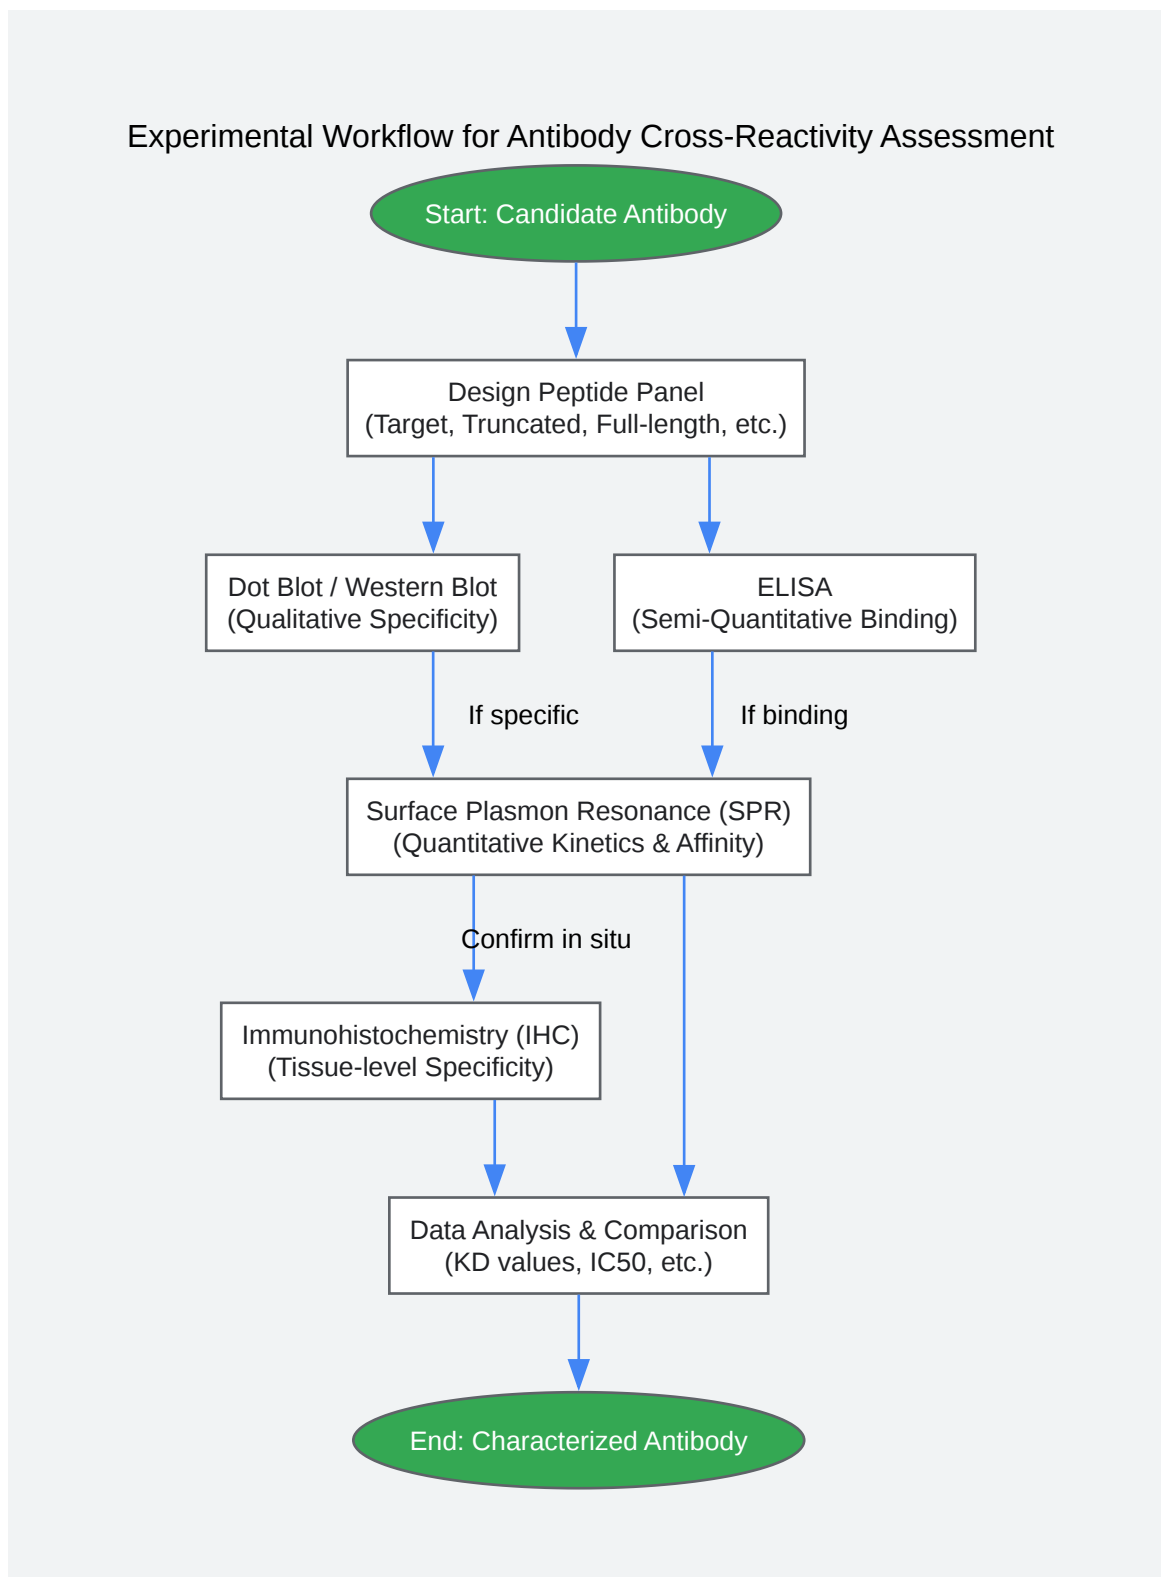 Experimental Workflow for Antibody Cross-Reactivity Assessment
Start: Candidate Antibody
Design Peptide Panel
(Target, Truncated, Full-length, etc.)
Dot Blot / Western Blot
(Qualitative Specificity)
ELISA
(Semi-Quantitative Binding)
If specific
If binding
Surface Plasmon Resonance (SPR)
(Quantitative Kinetics & Affinity)
Confirm in situ
Immunohistochemistry (IHC)
(Tissue-level Specificity)
Data Analysis & Comparison
(KD values, IC50, etc.)
End: Characterized Antibody